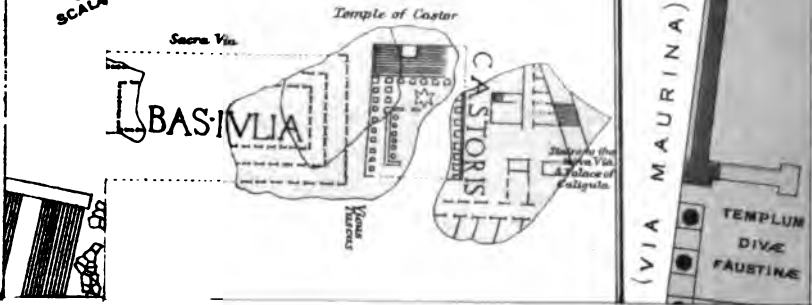 SCALA
Temple of Castor
Sacra Via
BAS·IVLIA
CASTORIS
Vicus
Tuscus
Stairs to the
Nova Via
& Palace of
Caligula
(VIA MAURINA)
TEMPLUM
DIVÆ
FAUSTINÆ